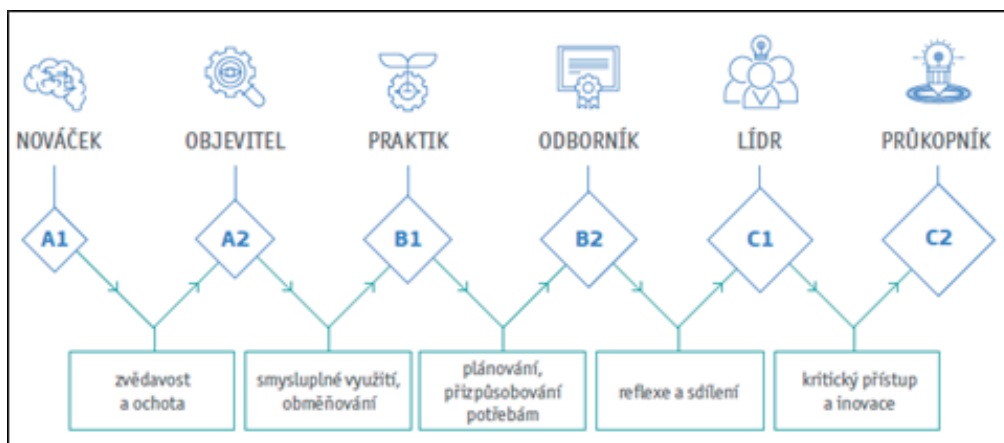 NOVÁČEK OBJEVITEL PRAKTIK ODBORNÍK LÍDR PRŮKOPNÍK
A1 A2 B1 B2 C1 C2
zvědavost
a ochota
smysluplné využití,
obměňování
plánování,
přizpůsobování
potřebám
reflexe a sdílení
kritický přístup
a inovace